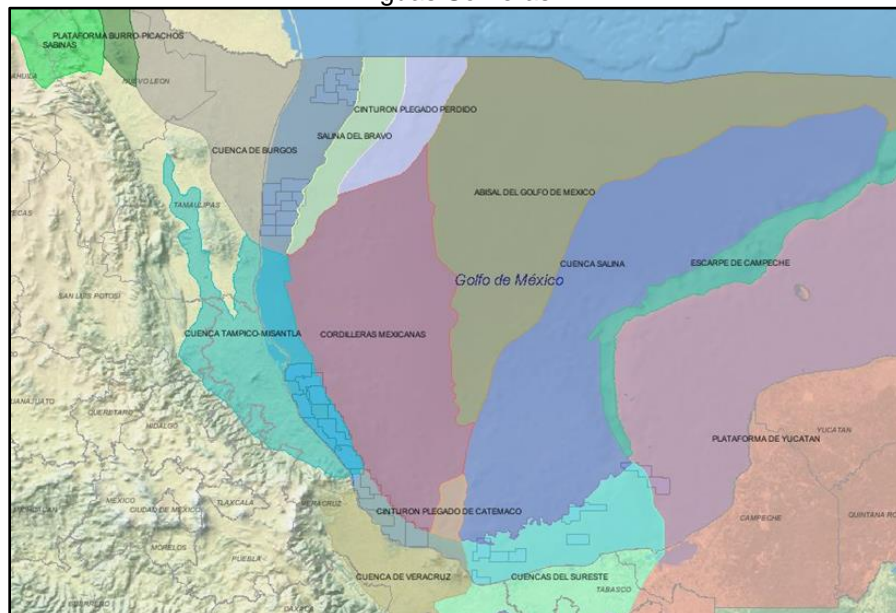 PLATAFORMA BURRO-PICACHOS
SABINAS
NUEVO LEON
CINTURON PLEGADO PERDIDO
SALINA DEL BRAVO
CUENCA DE BURGOS
ABISAL DEL GOLFO DE MEXICO
TAMAULIPAS
CUENCA SALINA
ESCARPE DE CAMPECHE
Golfo de México
SAN LUIS POTOSI
CUENCA TAMPICO-MISANTLA
CORDILLERAS MEXICANAS
QUERETARO
HIDALGO
YUCATAN
PLATAFORMA DE YUCATAN
MEXICO
TLAXCALA
CIUDAD DE MEXICO
VERACRUZ
CINTURON PLEGADO DE CATEMACO
CAMPECHE
QUINTANA RO
MORELOS
PUEBLA
CUENCA DE VERACRUZ
CUENCAS DEL SURESTE
TABASCO
GUERRERO
OAXACA